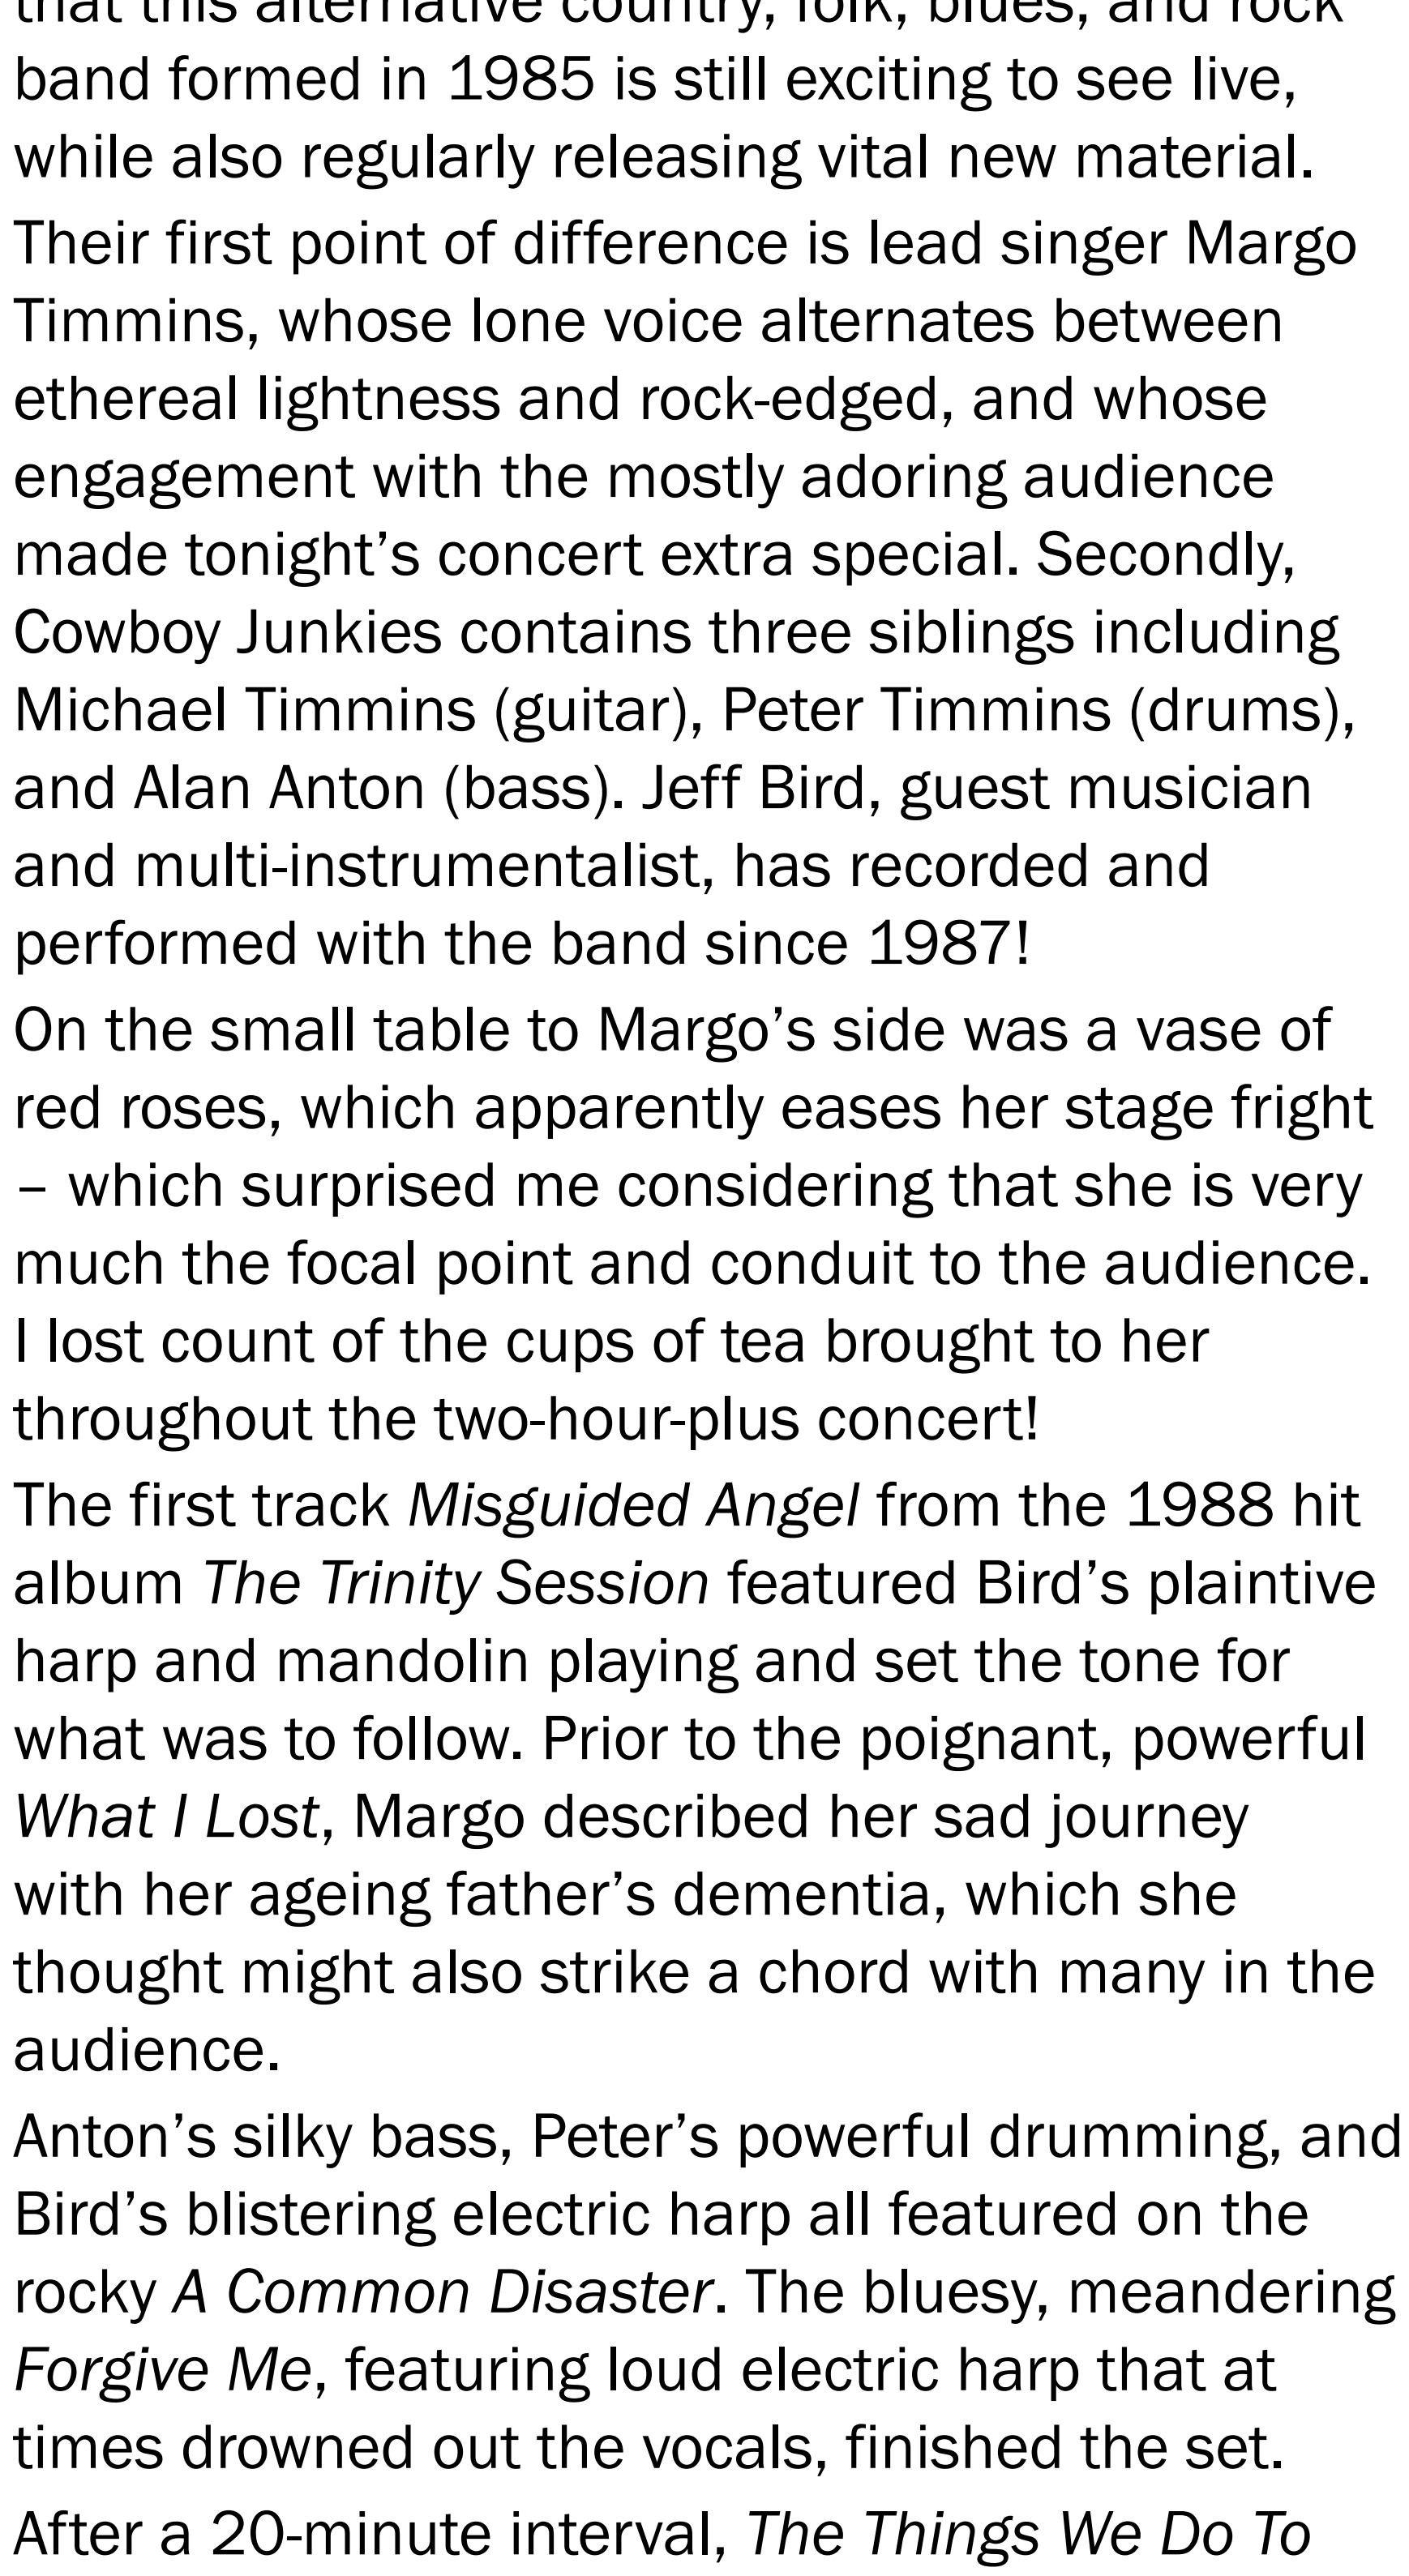 that this alternative country, folk, blues, and rock
band formed in 1985 is still exciting to see live,
while also regularly releasing vital new material.
Their first point of difference is lead singer Margo
Timmins, whose lone voice alternates between
ethereal lightness and rock-edged, and whose
engagement with the mostly adoring audience
made tonight’s concert extra special. Secondly,
Cowboy Junkies contains three siblings including
Michael Timmins (guitar), Peter Timmins (drums),
and Alan Anton (bass). Jeff Bird, guest musician
and multi-instrumentalist, has recorded and
performed with the band since 1987!
On the small table to Margo’s side was a vase of
red roses, which apparently eases her stage fright
– which surprised me considering that she is very
much the focal point and conduit to the audience.
I lost count of the cups of tea brought to her
throughout the two-hour-plus concert!
The first track Misguided Angel from the 1988 hit
album The Trinity Session featured Bird’s plaintive
harp and mandolin playing and set the tone for
what was to follow. Prior to the poignant, powerful
What I Lost, Margo described her sad journey
with her ageing father’s dementia, which she
thought might also strike a chord with many in the
audience.
Anton’s silky bass, Peter’s powerful drumming, and
Bird’s blistering electric harp all featured on the
rocky A Common Disaster. The bluesy, meandering
Forgive Me, featuring loud electric harp that at
times drowned out the vocals, finished the set.
After a 20-minute interval, The Things We Do To